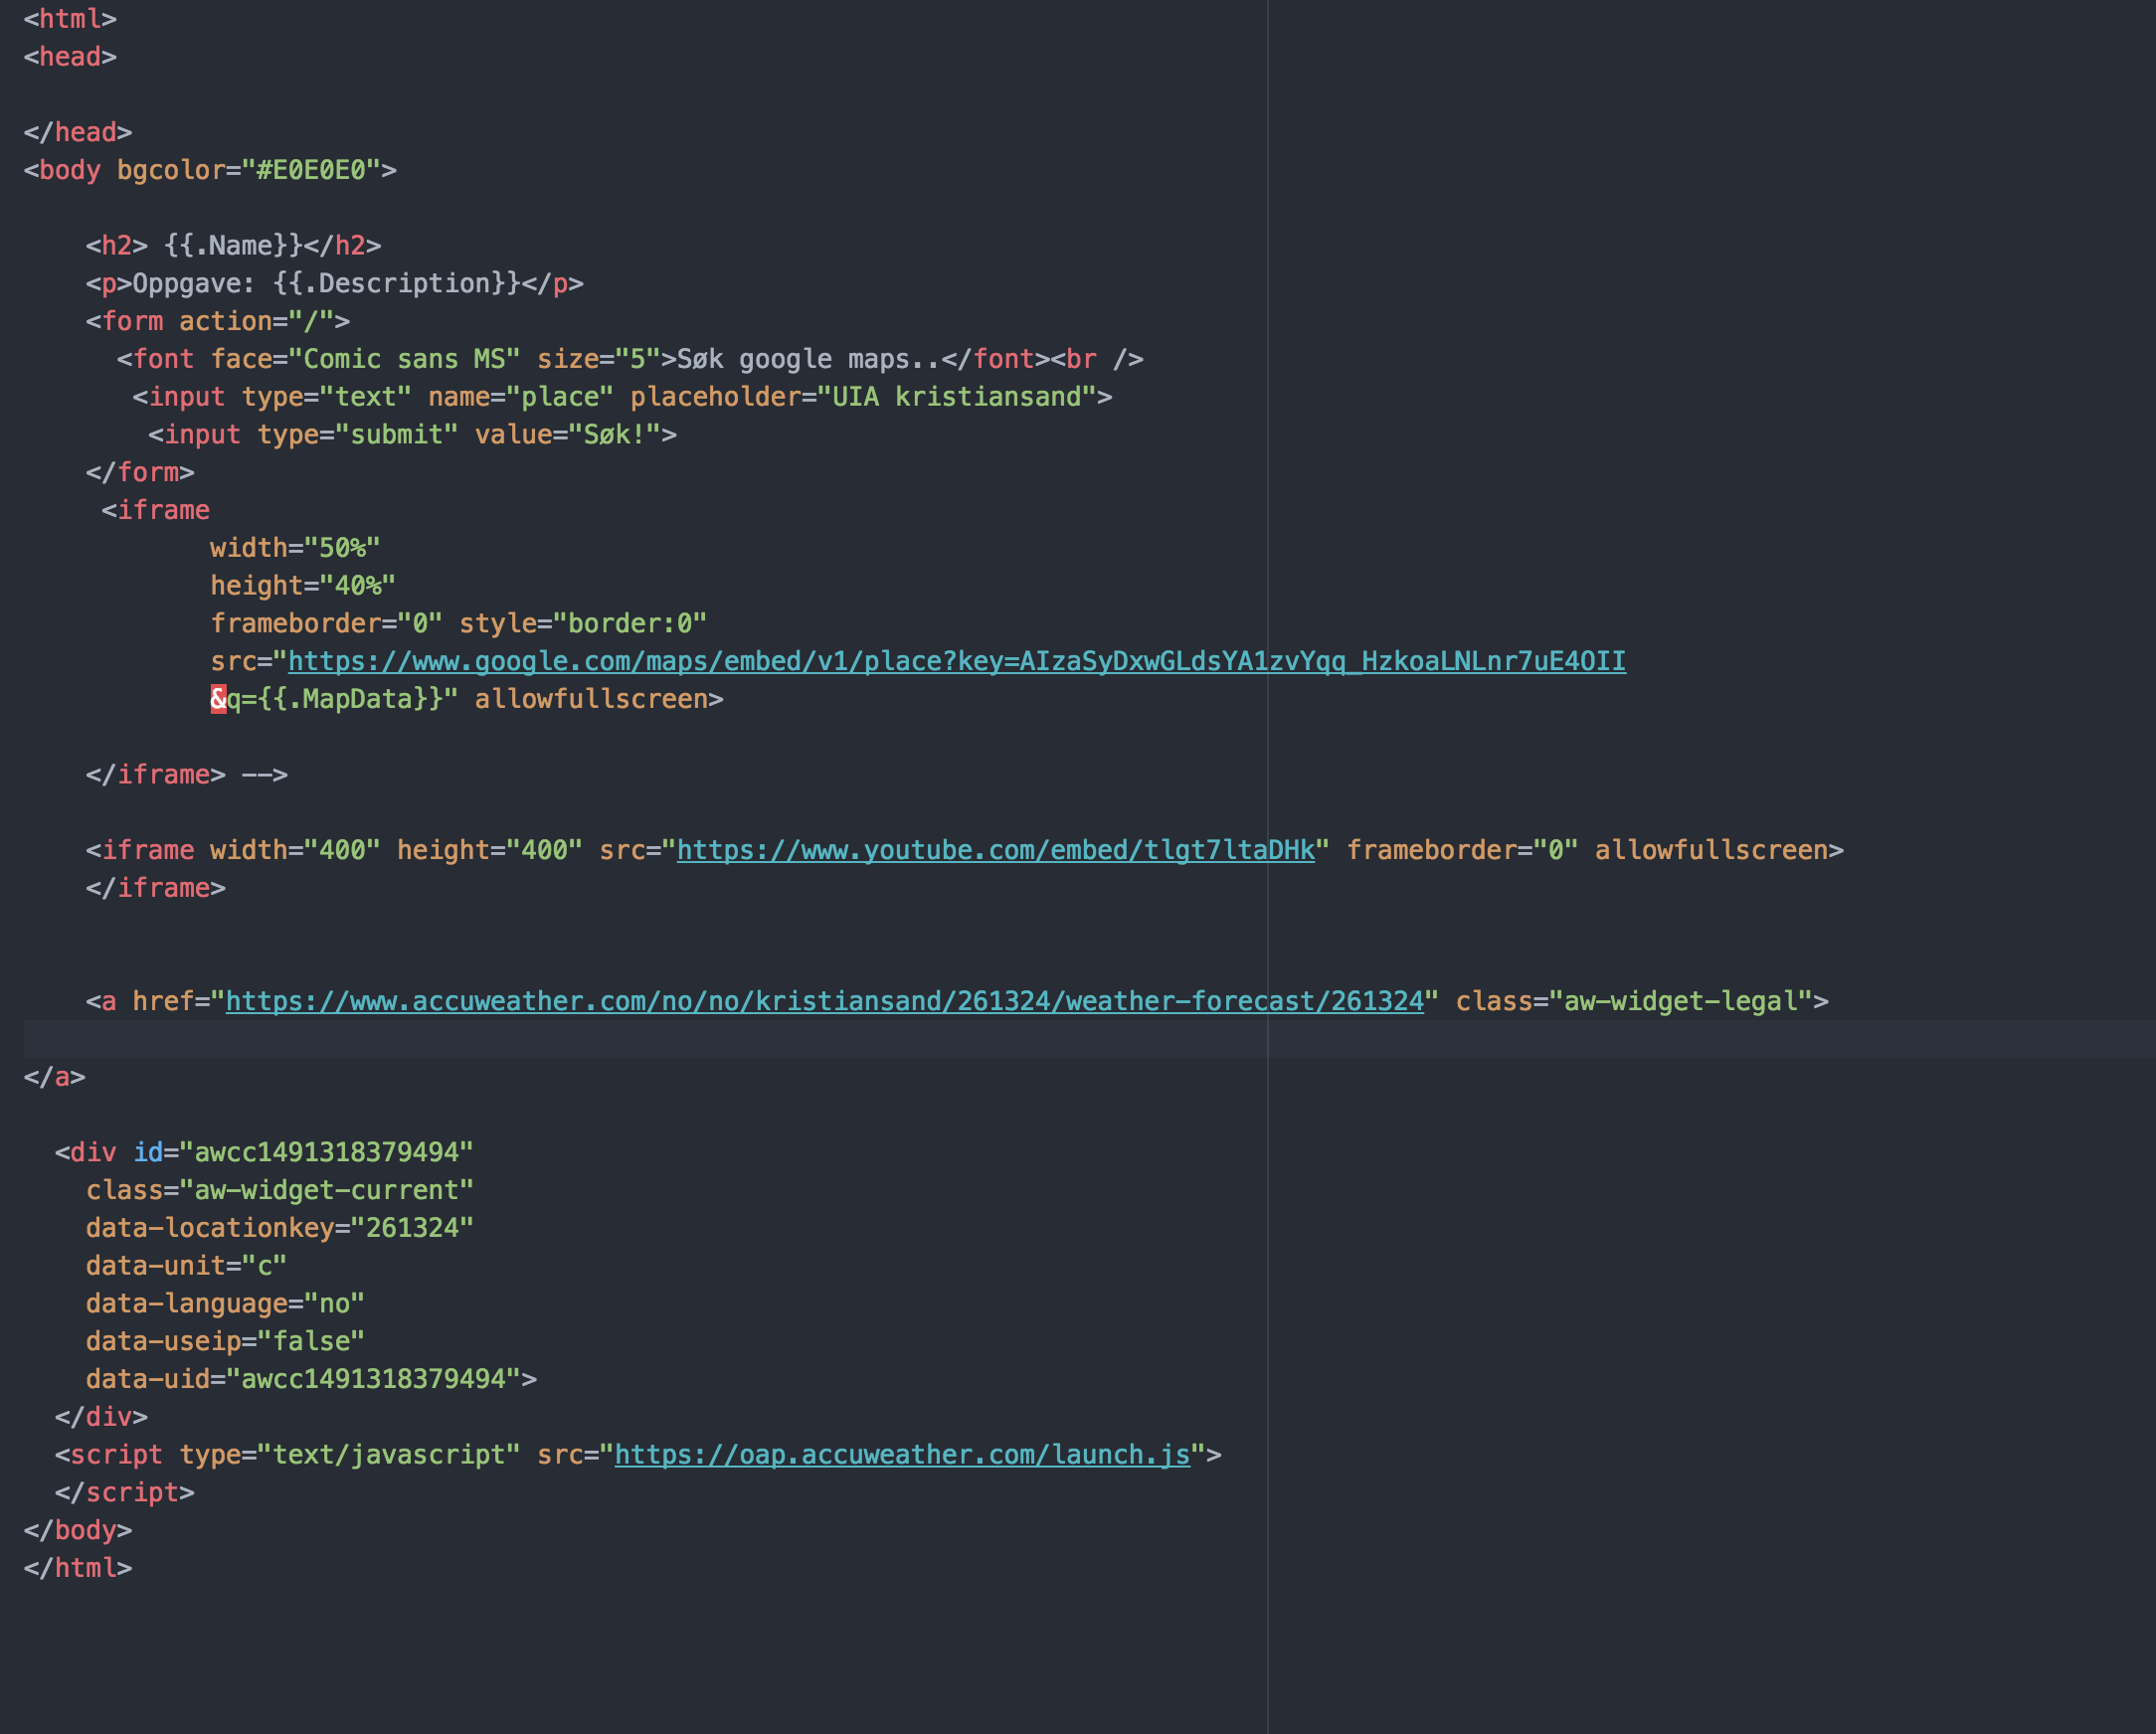 <html>
<head>
</head>
<body bgcolor="#E0E0E0">
<h2> {{.Name}}</h2>
<p>Oppgave: {{.Description}}</p>
<form action="/">
<font face="Comic sans MS" size="5">Søk google maps..</font><br />
<input type="text" name="place" placeholder="UIA kristiansand">
<input type="submit" value="Søk!">
</form>
<iframe
width="50%"
height="40%"
frameborder="0" style="border:0"
src="https://www.google.com/maps/embed/v1/place?key=AIzaSyDxwGLdsYA1zvYqq_HzkoaLNLnr7uE4OII
&q={{.MapData}}" allowfullscreen>
</iframe> -->
<iframe width="400" height="400" src="https://www.youtube.com/embed/tlgt7ltaDHk" frameborder="0" allowfullscreen>
</iframe>
<a href="https://www.accuweather.com/no/no/kristiansand/261324/weather-forecast/261324" class="aw-widget-legal">
</a>
<div id="awcc1491318379494"
class="aw-widget-current"
data-locationkey="261324"
data-unit="c"
data-language="no"
data-useip="false"
data-uid="awcc1491318379494">
</div>
<script type="text/javascript" src="https://oap.accuweather.com/launch.js">
</script>
</body>
</html>